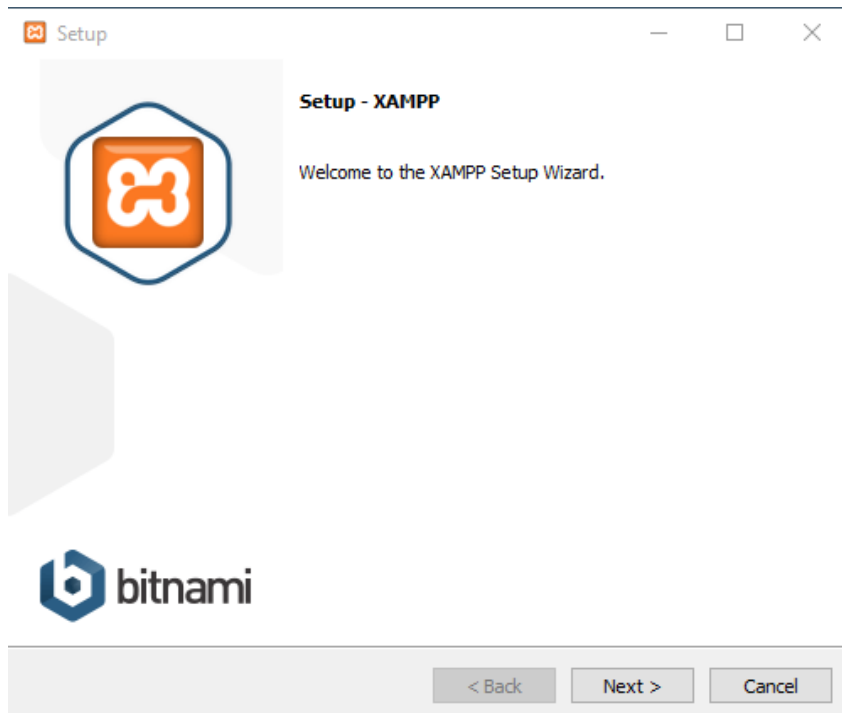 Setup
Setup - XAMPP
Welcome to the XAMPP Setup Wizard.
bitnami
< Back Next > Cancel